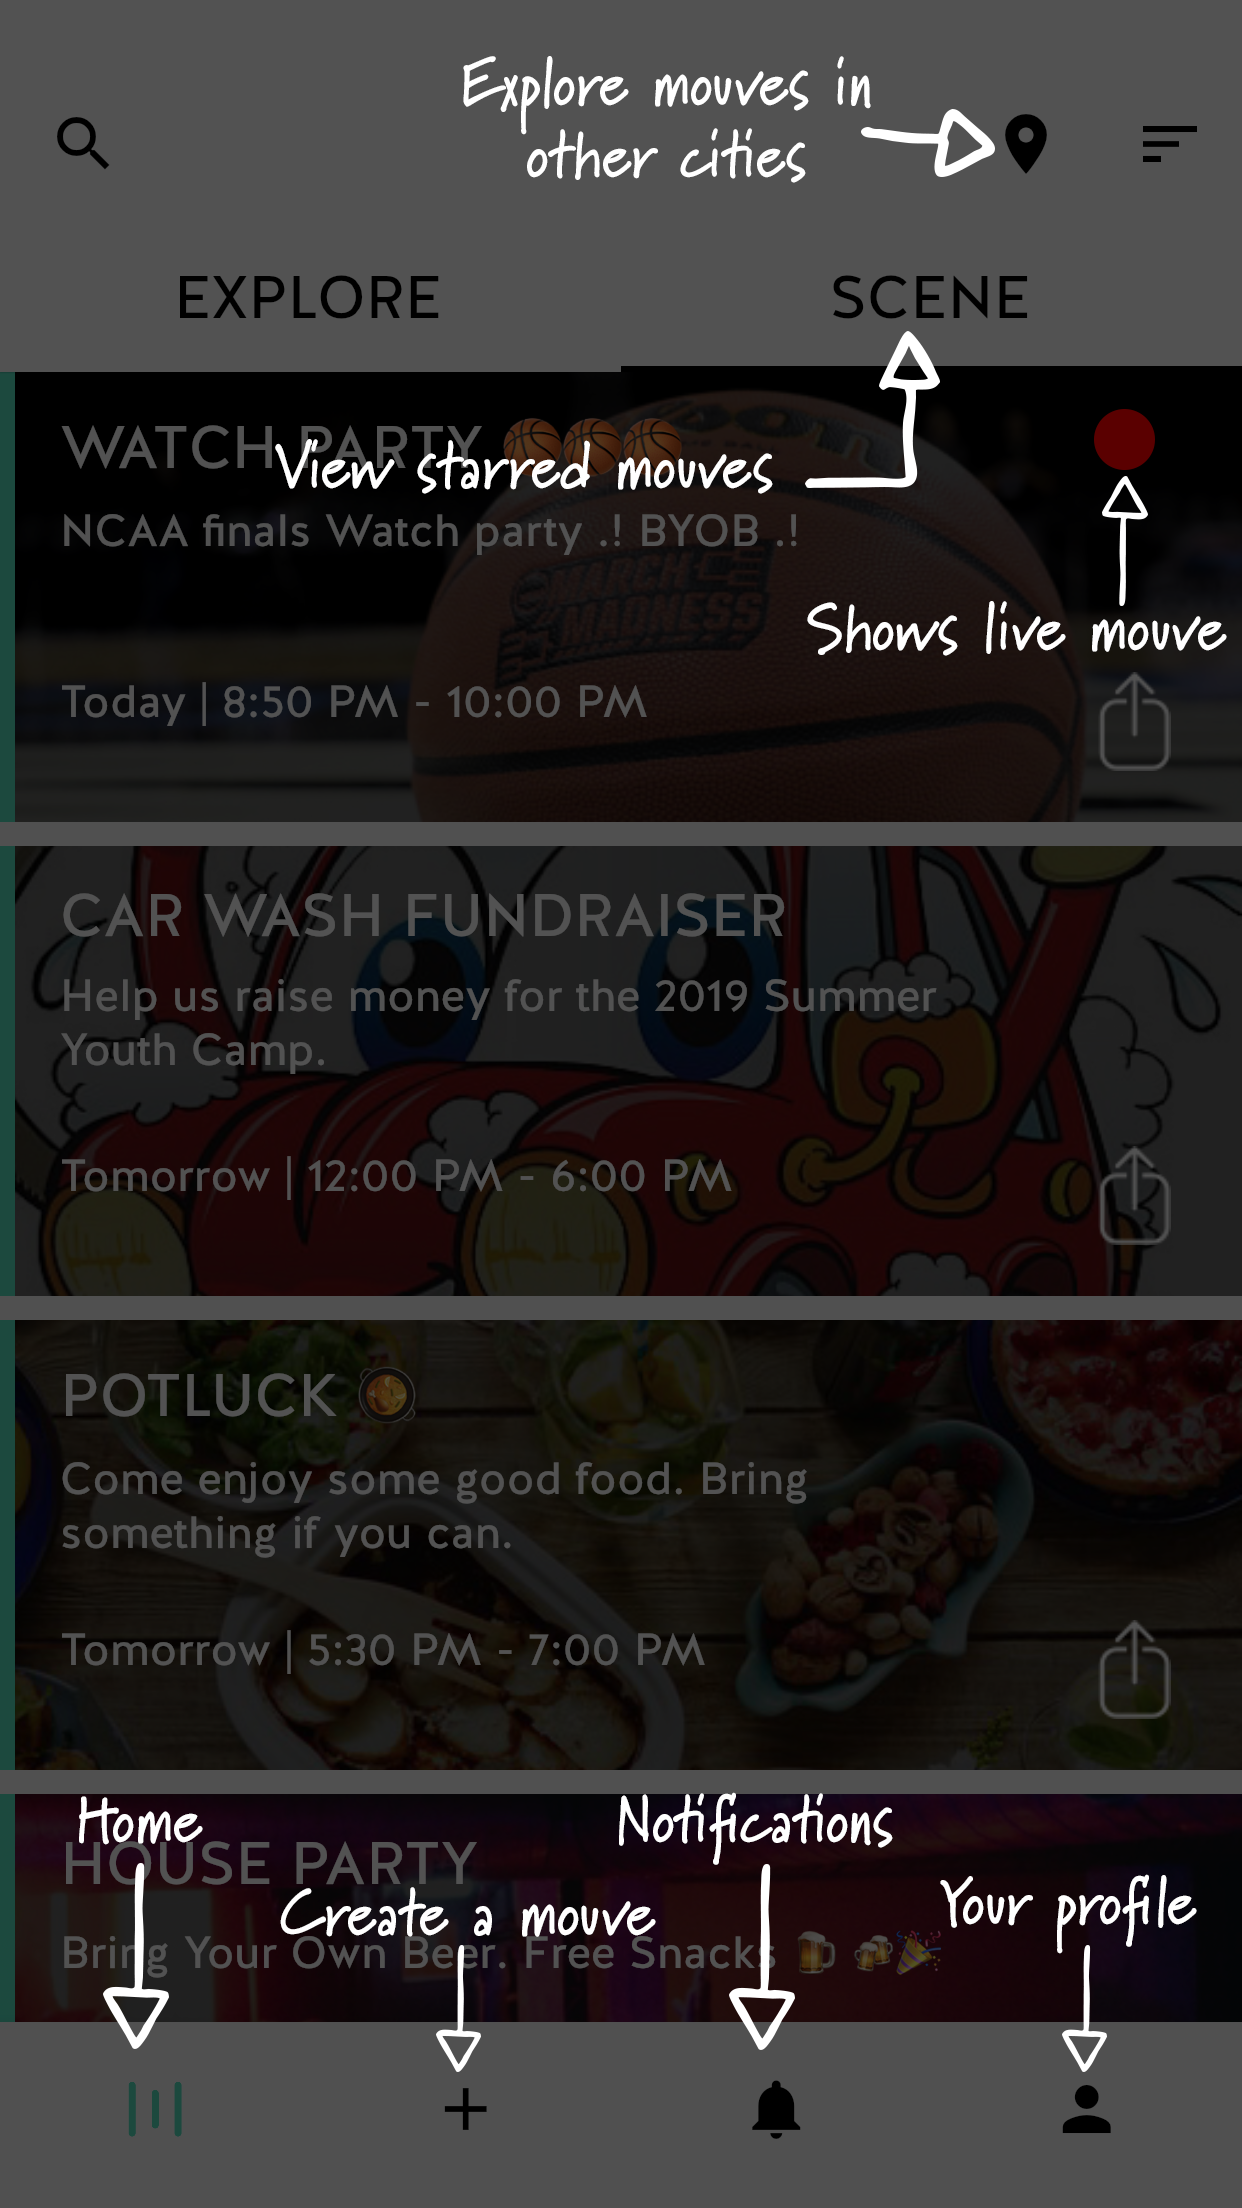 Explore mouves in
other cities
EXPLORE
SCENE
WATCH PARTY 🏀🏀🏀
View starred mouves
NCAA finals Watch party .! BYOB .!
MARCH
MADNESS
Shows live mouve
Today | 8:50 PM - 10:00 PM
CAR WASH FUNDRAISER
Help us raise money for the 2019 Summer
Youth Camp.
Tomorrow | 12:00 PM - 6:00 PM
POTLUCK 🥘
Come enjoy some good food. Bring
something if you can.
Tomorrow | 5:30 PM - 7:00 PM
Home
Notifications
HOUSE PARTY
Create a mouve
Your profile
Bring Your Own Beer. Free Snacks 🍺 🍻🎉